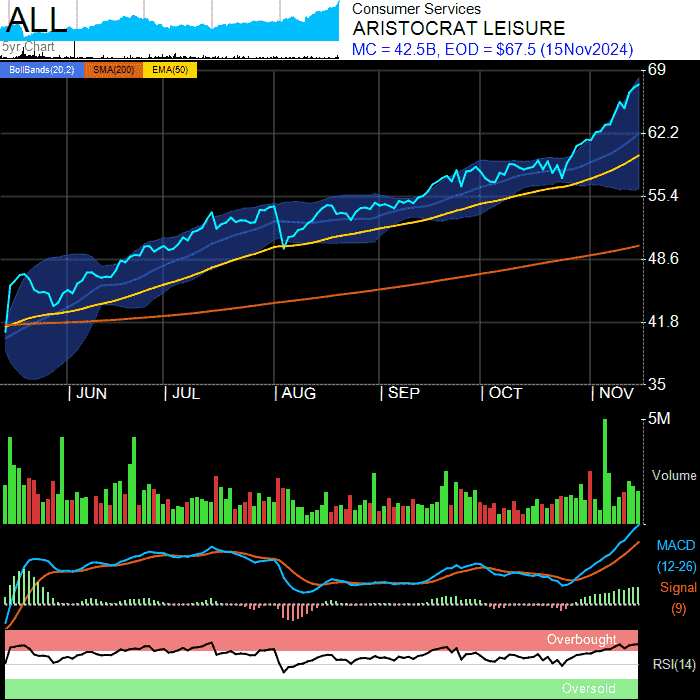 ALL
5yr Chart
Consumer Services
ARISTOCRAT LEISURE
MC = 42.5B, EOD = $67.5 (15Nov2024)
BollBands(20,2) SMA(200) EMA(50)
69
62.2
55.4
48.6
41.8
35
JUN JUL AUG SEP OCT NOV
5M
Volume
MACD
(12-26)
Signal
(9)
Overbought
RSI(14)
Oversold